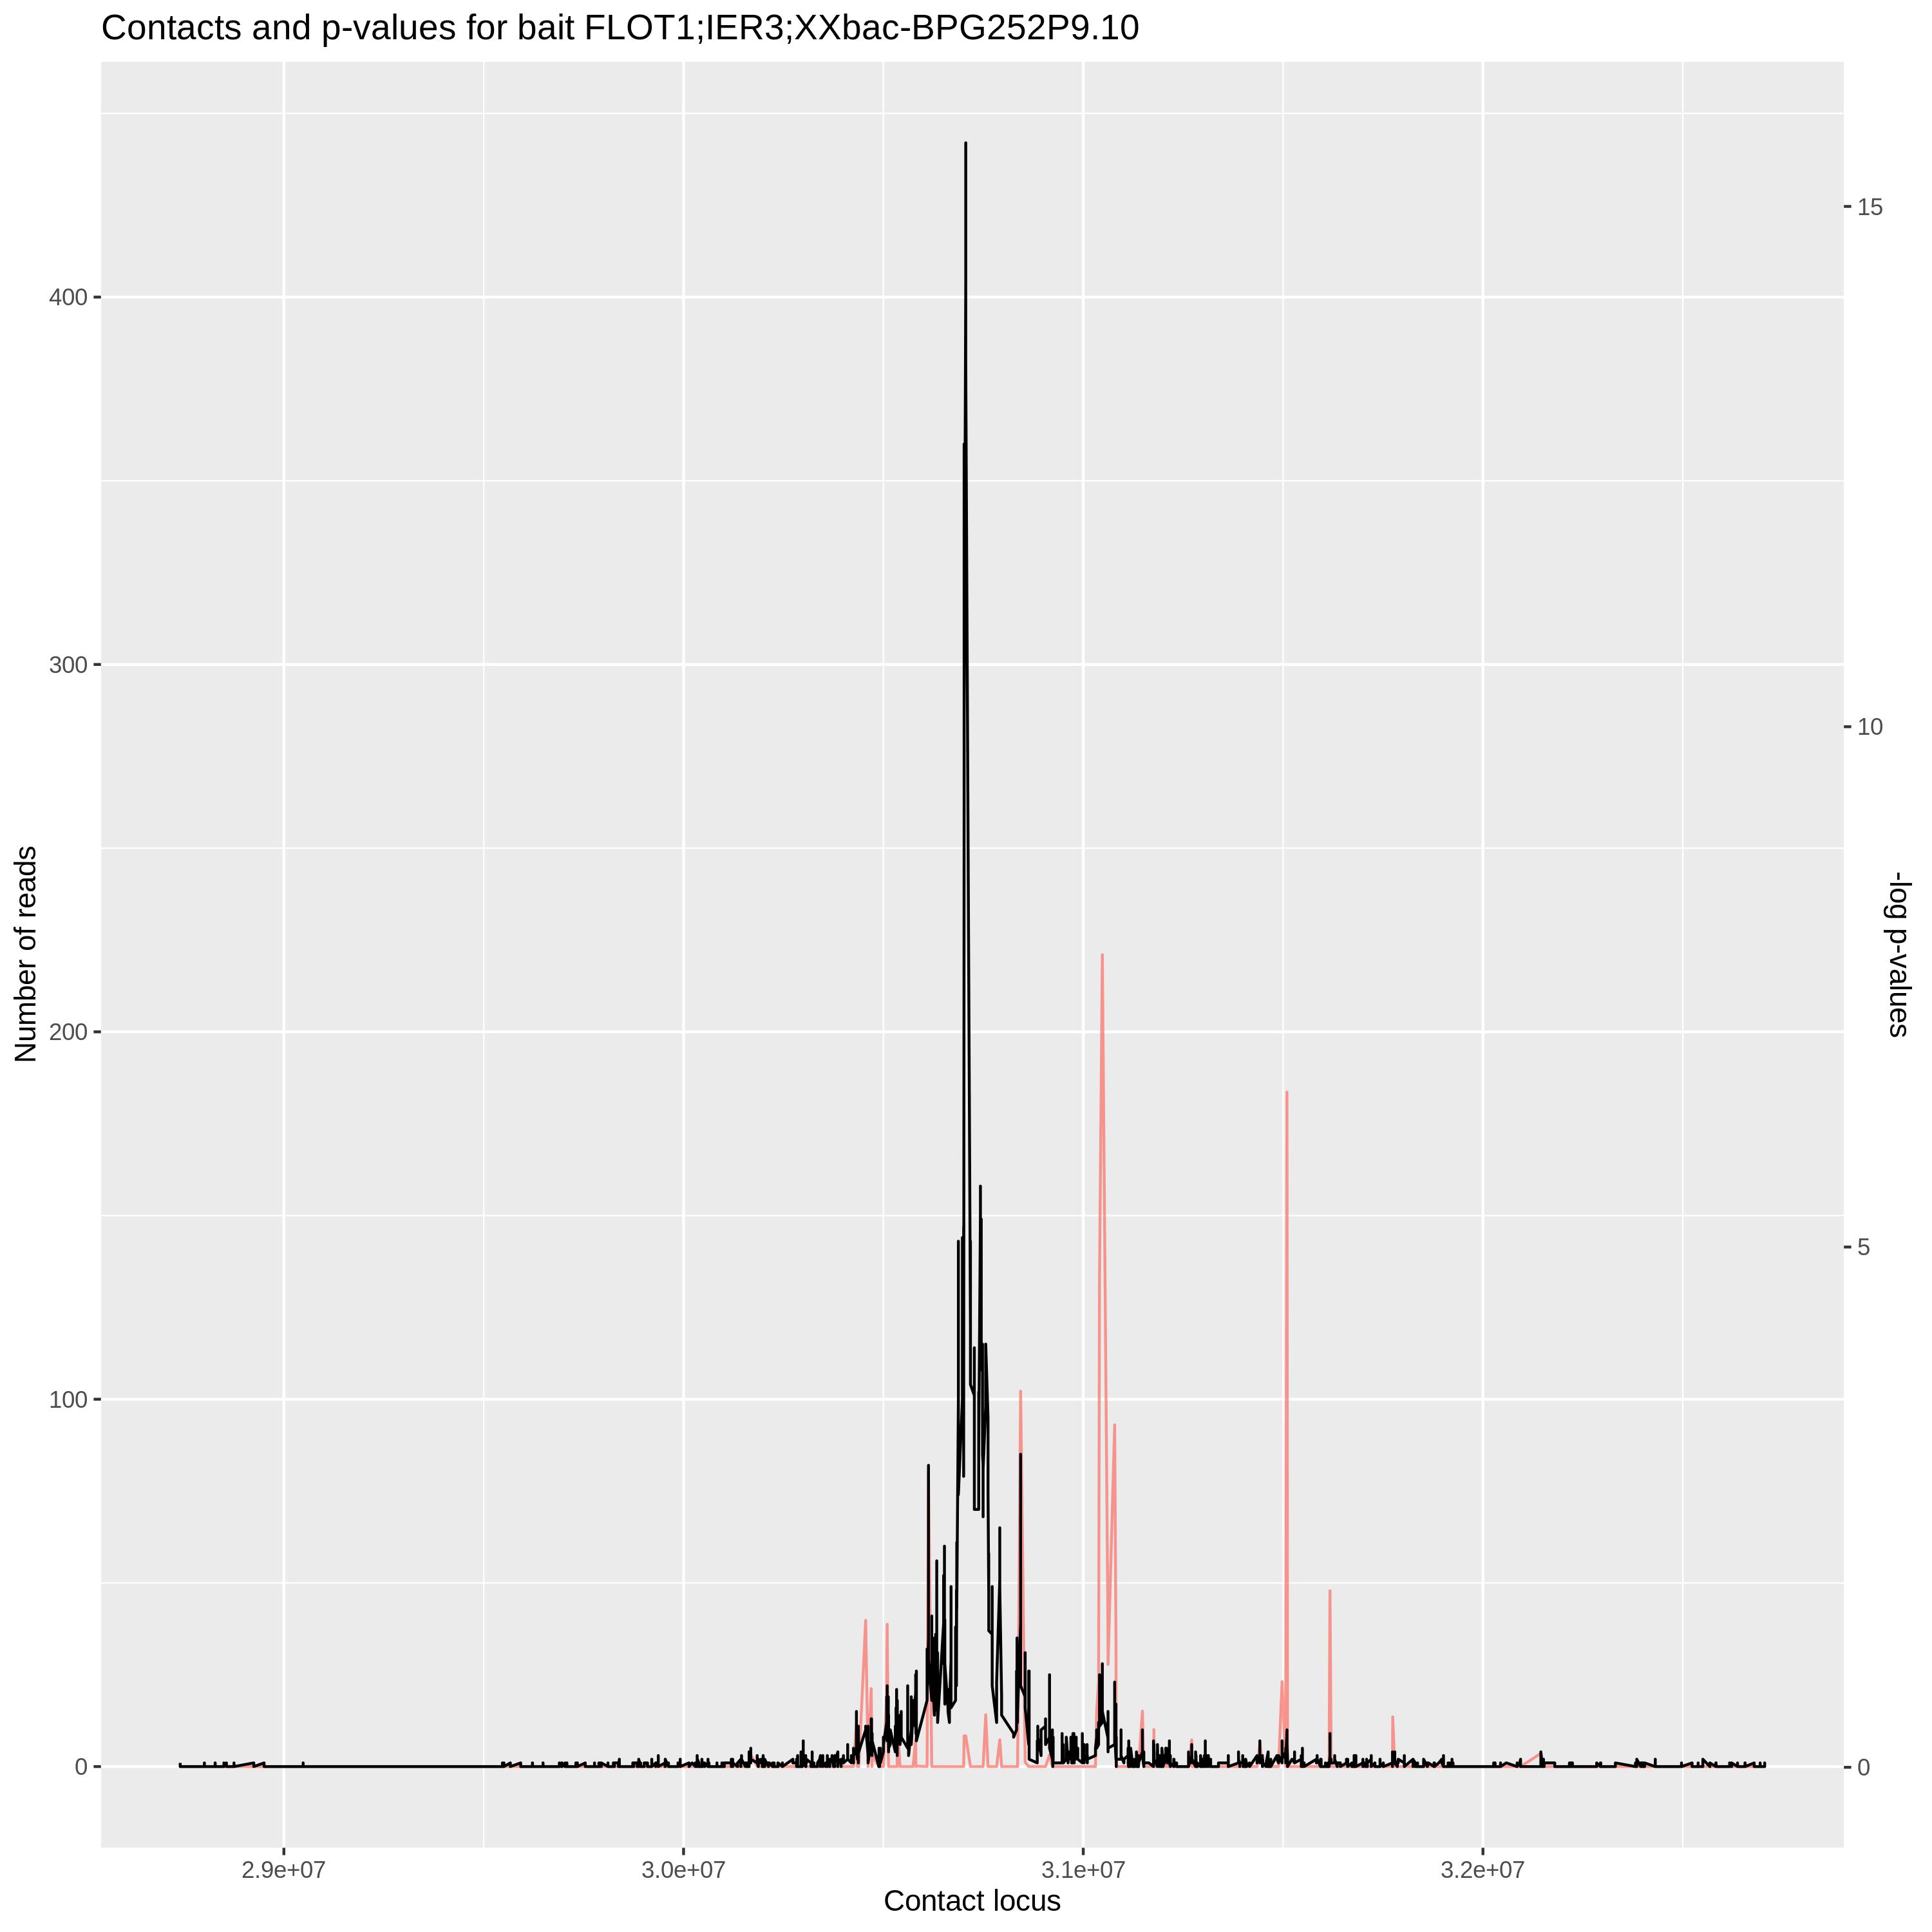 Contacts and p-values for bait FLOT1;IER3;XXbac-BPG252P9.10
400
300
200
100
0
Number of reads
15
10
5
0
-log p-values
2.9e+07 3.0e+07 3.1e+07 3.2e+07
Contact locus